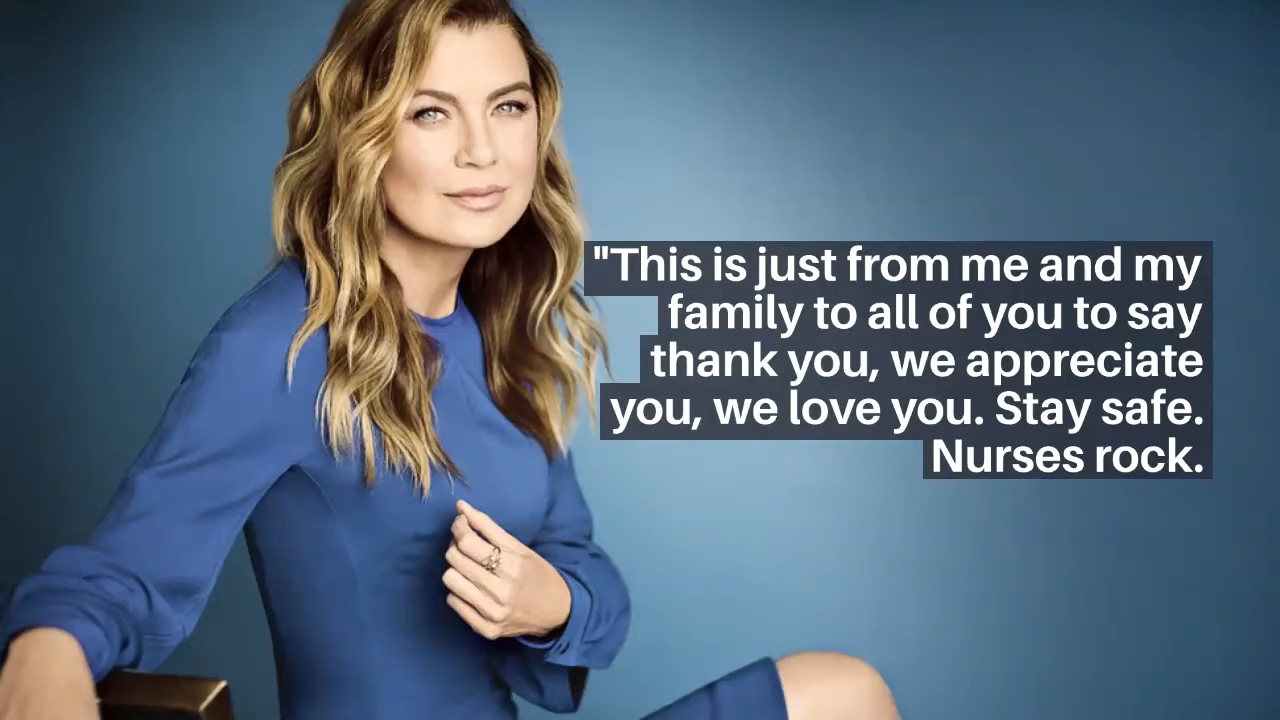 "This is just from me and my
family to all of you to say
thank you, we appreciate
you, we love you. Stay safe.
Nurses rock.